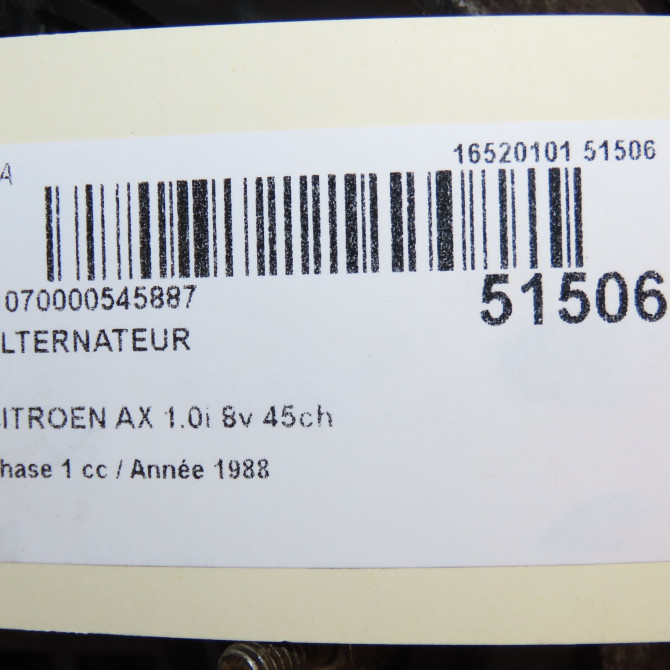 16520101 51506
A
070000545887
51506
LTERNATEUR
ITROEN AX 1.0i 8v 45ch
hase 1 cc / Année 1988